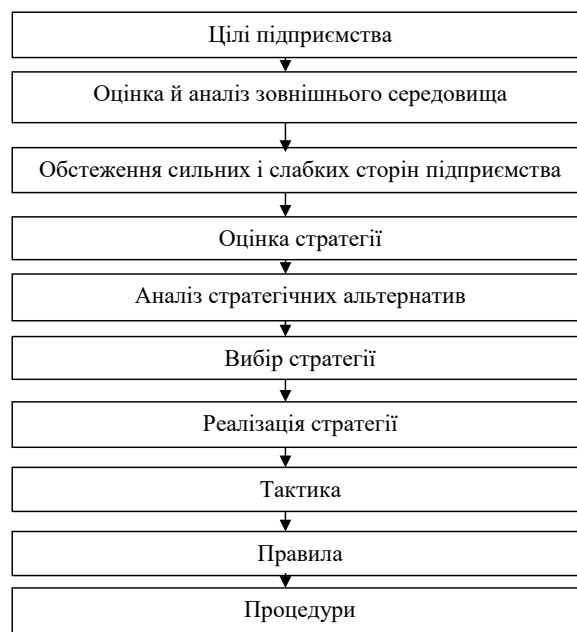 Цілі підприємства
Оцінка й аналіз зовнішнього середовища
Обстеження сильних і слабких сторін підприємства
Оцінка стратегії
Аналіз стратегічних альтернатив
Вибір стратегії
Реалізація стратегії
Тактика
Правила
Процедури